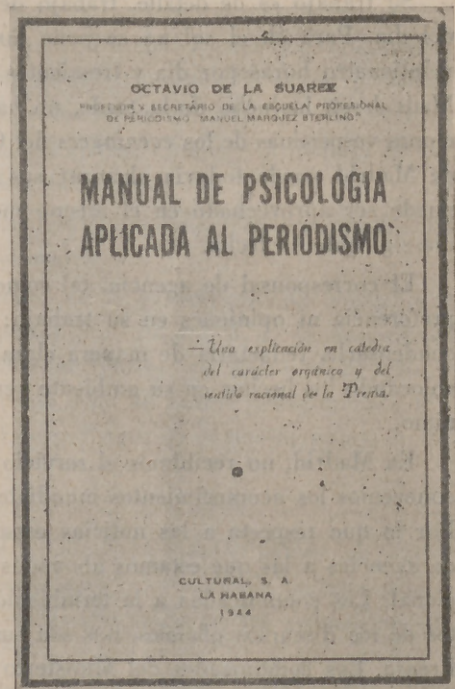 OCTAVIO DE LA SUAREE
PROFESOR Y SECRETARIO DE LA ESCUELA PROFESIONAL
DE PERIODISMO "MANUEL MARQUEZ STERLING"
MANUAL DE PSICOLOGIA
APLICADA AL PERIODISMO
—Una explicación en cátedra
del carácter orgánico y del
sentido racional de la Prensa.
CULTURAL, S. A.
LA HABANA
1944